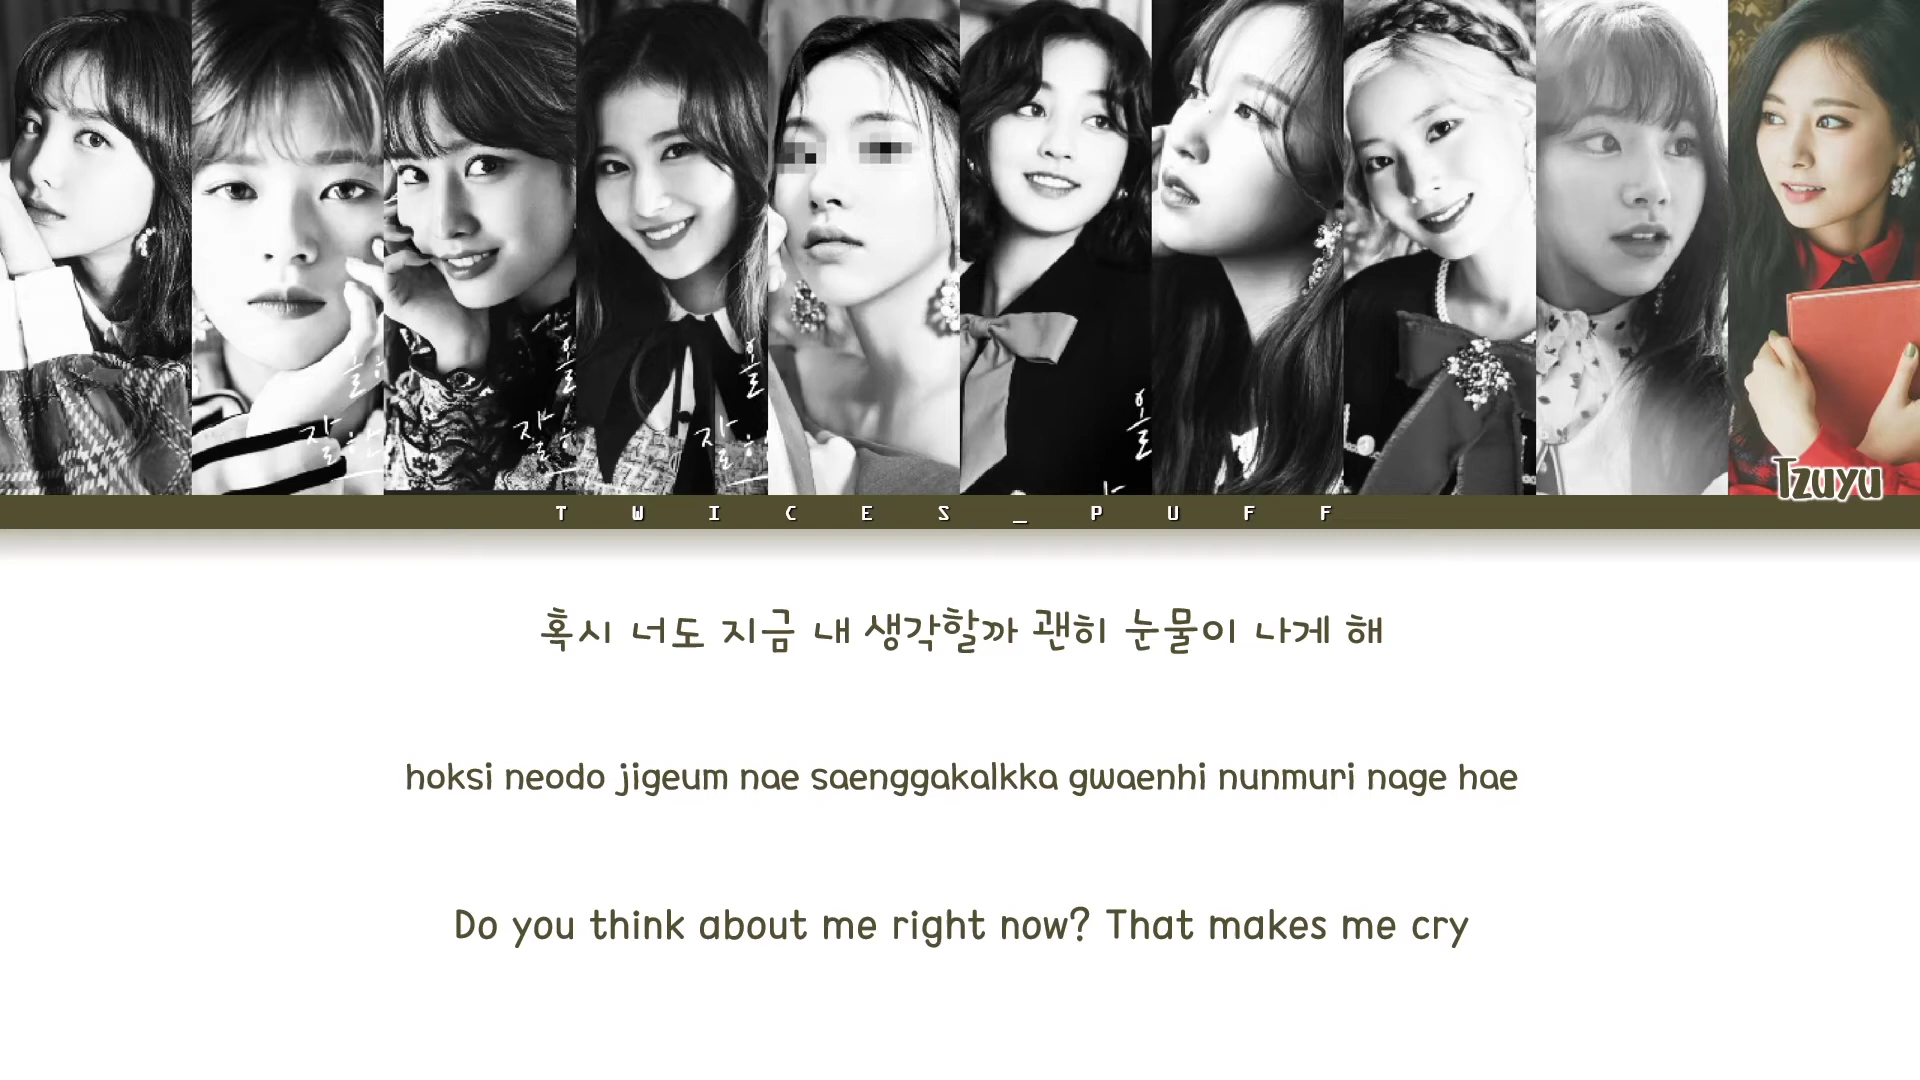 Tzuyu
TWICES_PUFF
혹시 너도 지금 내 생각할까 괜히 눈물이 나게 해
hoksi neodo jigeum nae saenggakalkka gwaenhi nunmuri nage hae
Do you think about me right now? That makes me cry